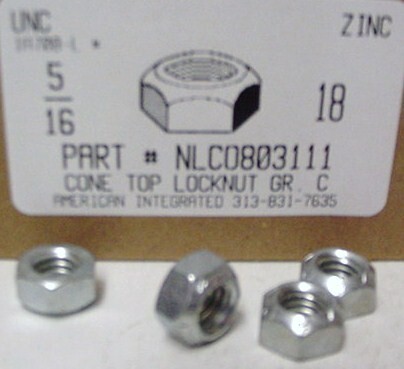 UNC ZINC
5/16 18
PART # NLC0803111
CONE TOP LOCKNUT GR. C
AMERICAN INTEGRATED 313-831-7635